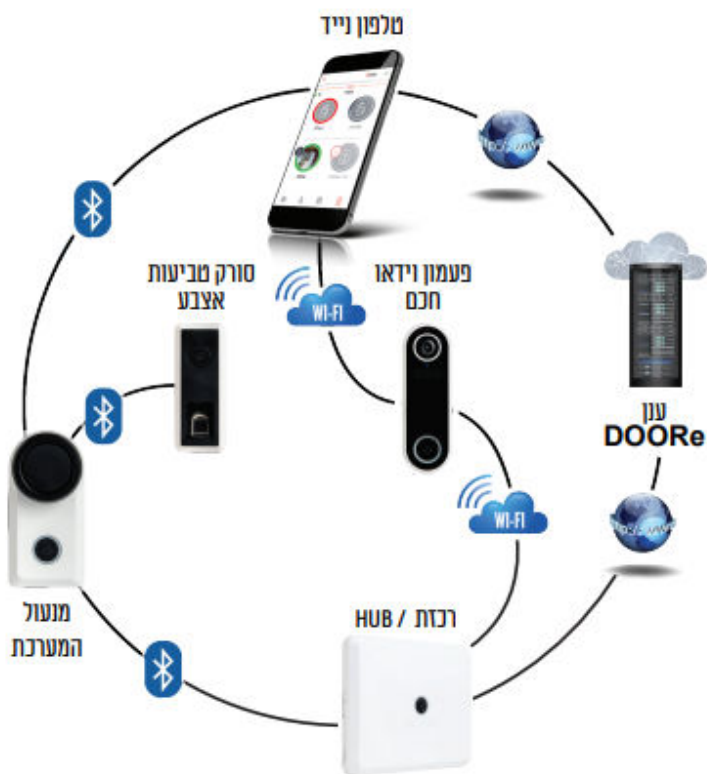 טלפון נייד
סורק טביעות
אצבע
פעמון וידאו
חכם
WI-FI
ענן
DOORe
WI-FI
מנעול
המערכת
רכזת / HUB